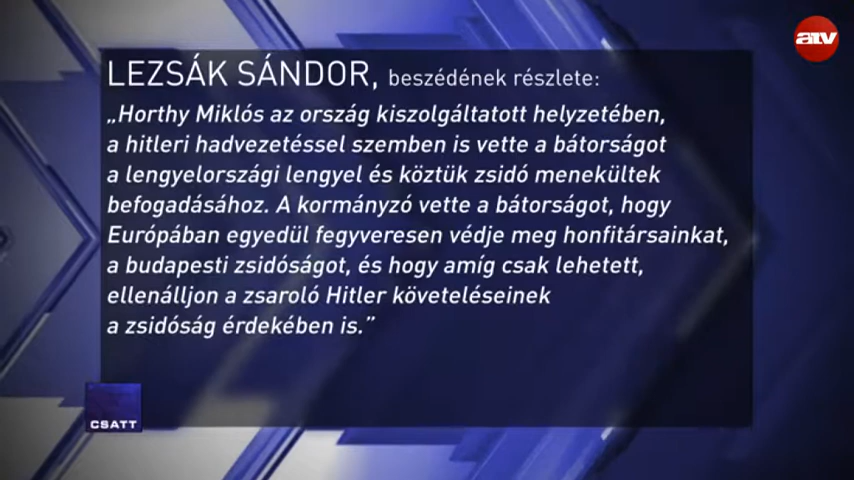 atv
LEZSÁK SÁNDOR, beszédének részlete:
„Horthy Miklós az ország kiszolgáltatott helyzetében,
a hitleri hadvezetéssel szemben is vette a bátorságot
a lengyelországi lengyel és köztük zsidó menekültek
befogadásához. A kormányzó vette a bátorságot, hogy
Európában egyedül fegyveresen védje meg honfitársainkat,
a budapesti zsidóságot, és hogy amíg csak lehetett,
ellenálljon a zsaroló Hitler követeléseinek
a zsidóság érdekében is.”
CSATT